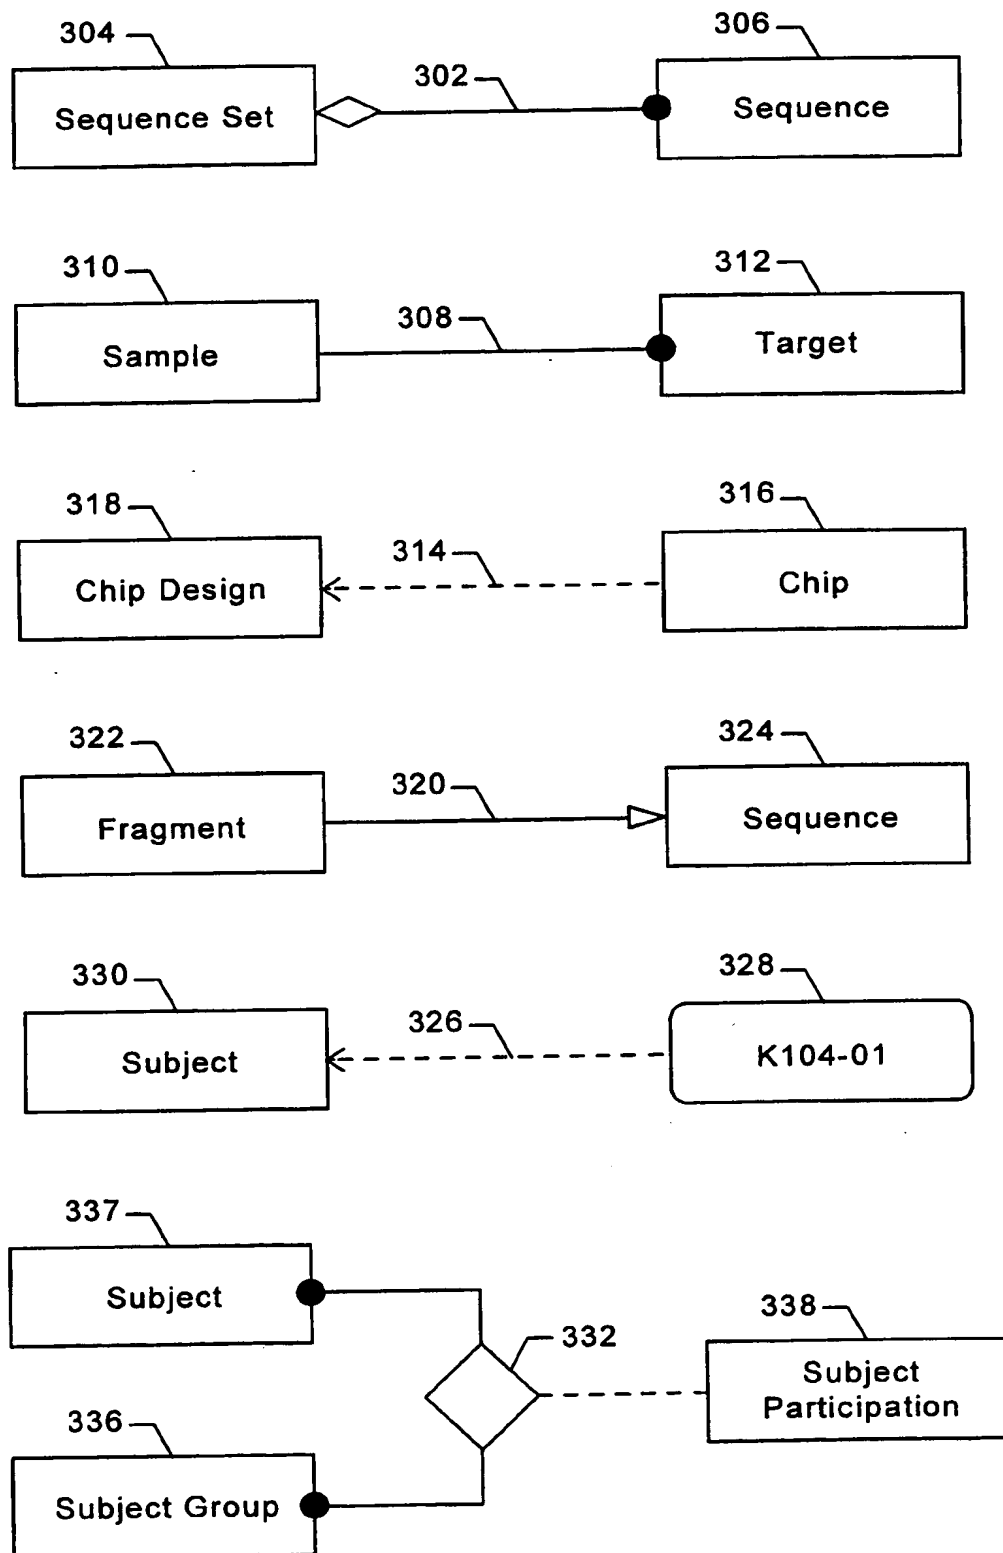 304
306
302
Sequence Set
Sequence
310
312
308
Sample
Target
318
316
314
Chip Design
Chip
322
324
320
Fragment
Sequence
330
328
326
Subject
K104-01
337
Subject
338
332
Subject
Participation
336
Subject Group